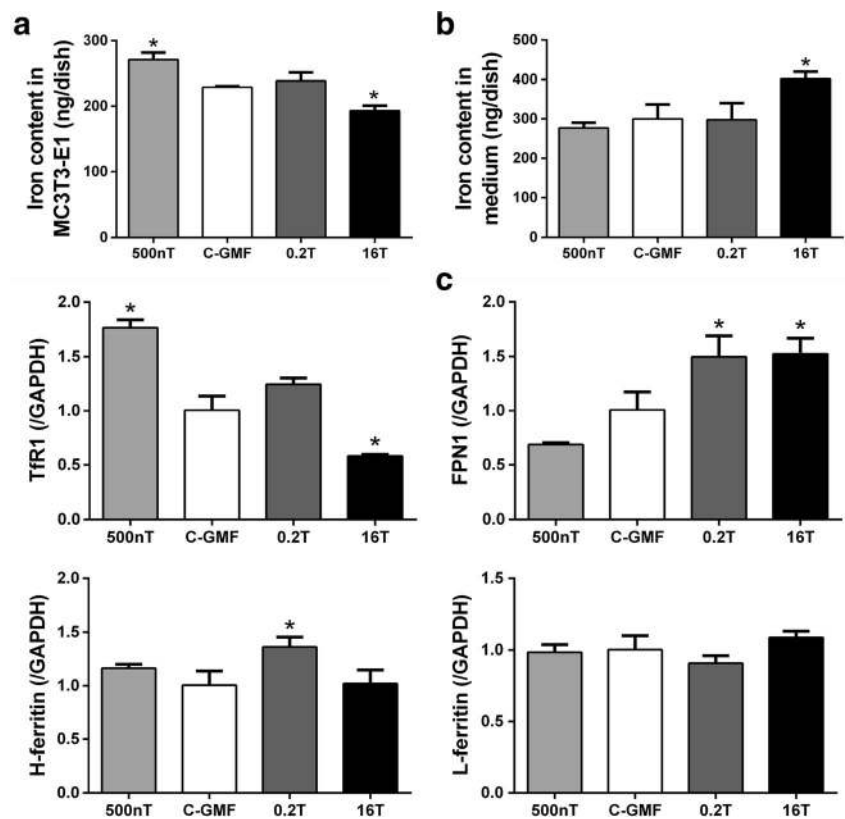 a
Iron content in
MC3T3-E1 (ng/dish)
300
200
100
0
*
*
500nT C-GMF 0.2T 16T
b
Iron content in
medium (ng/dish)
500
400
300
200
100
0
*
500nT C-GMF 0.2T 16T
TfR1 (/GAPDH)
2.0
1.5
1.0
0.5
0.0
*
*
500nT C-GMF 0.2T 16T
c
FPN1 (/GAPDH)
2.0
1.5
1.0
0.5
0.0
*
*
500nT C-GMF 0.2T 16T
H-ferritin (/GAPDH)
2.0
1.5
1.0
0.5
0.0
*
500nT C-GMF 0.2T 16T
L-ferritin (/GAPDH)
1.5
1.0
0.5
0.0
500nT C-GMF 0.2T 16T